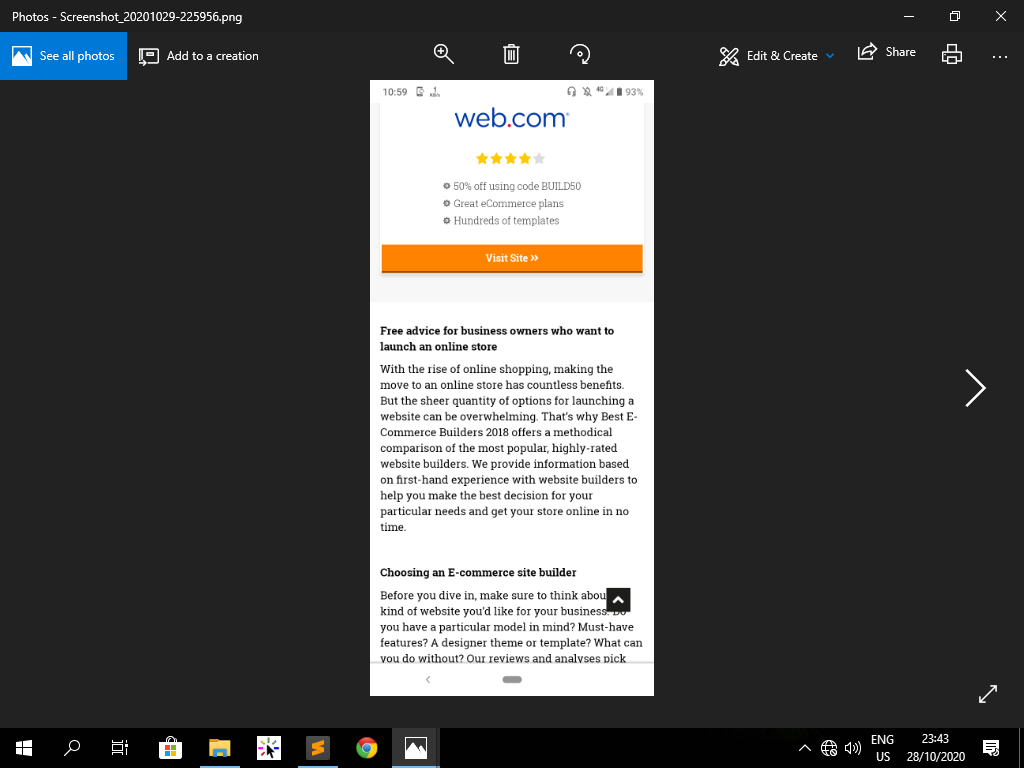 Photos - Screenshot_20201029-225956.png
See all photos
Add to a creation
Edit & Create
Share
10:59
4G
93%
web.com
50% off using code BUILD50
Great eCommerce plans
Hundreds of templates
Visit Site »
Free advice for business owners who want to
launch an online store
With the rise of online shopping, making the
move to an online store has countless benefits.
But the sheer quantity of options for launching a
website can be overwhelming. That's why Best E-
Commerce Builders 2018 offers a methodical
comparison of the most popular, highly-rated
website builders. We provide information based
on first-hand experience with website builders to
help you make the best decision for your
particular needs and get your store online in no
time.
Choosing an E-commerce site builder
Before you dive in, make sure to think
kind of website you'd like for your business.
you have a particular model in mind? Must-have
features? A designer theme or template? What can
you do without? Our reviews and analyses pick
ENG
US
23:43
28/10/2020